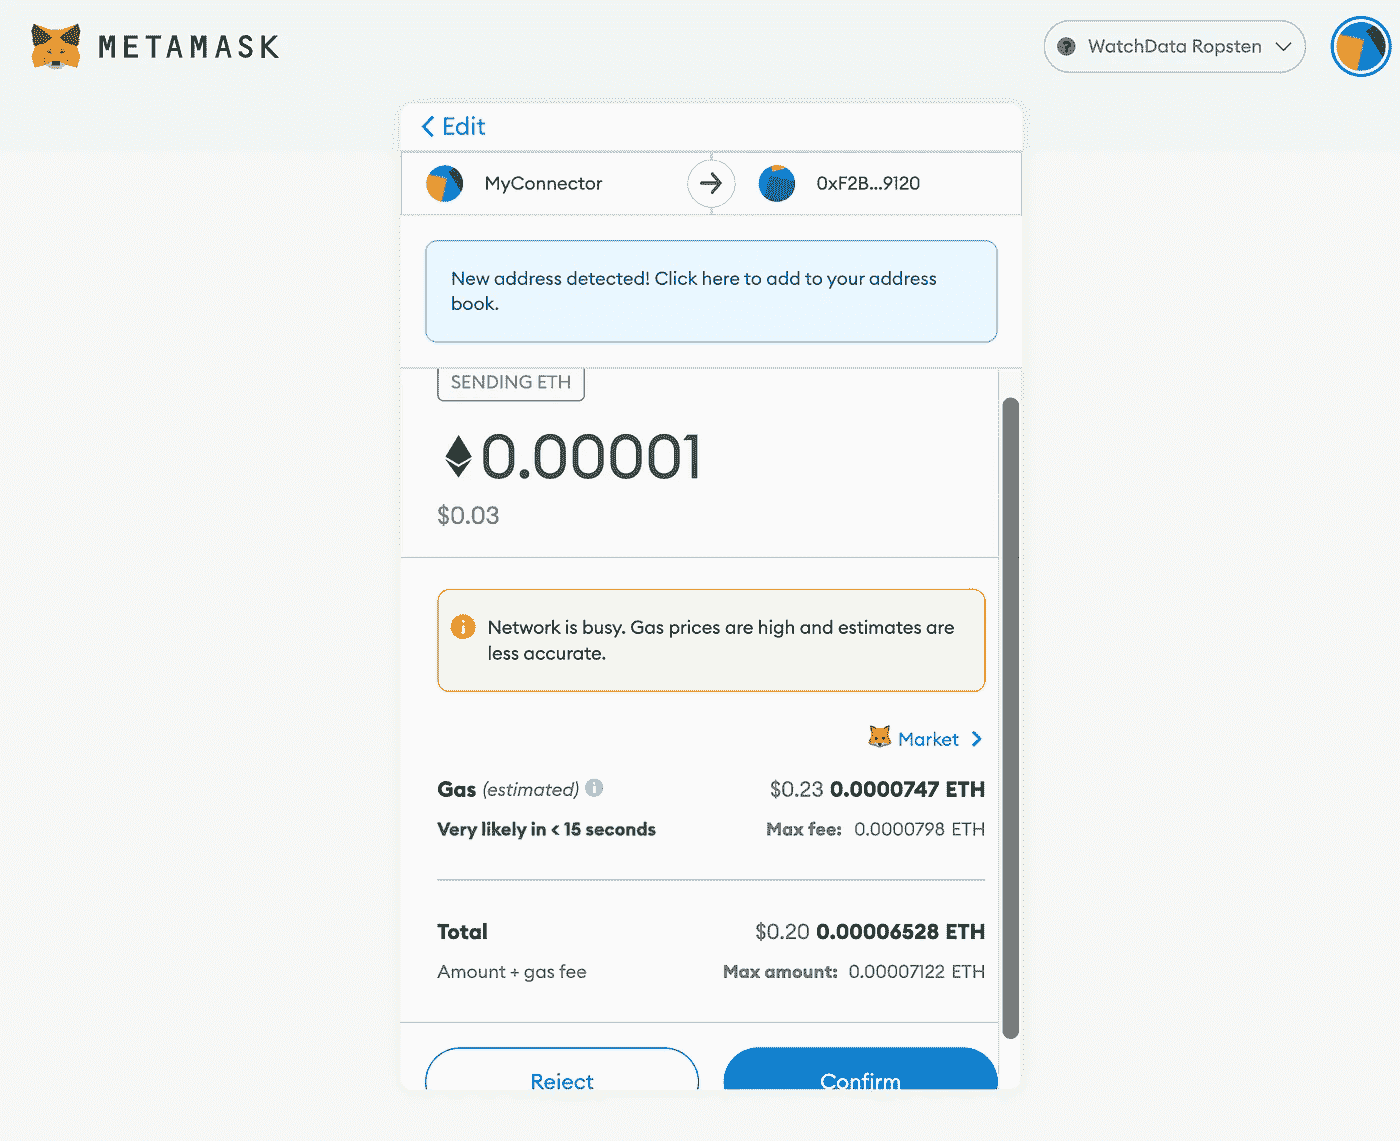 METAMASK
WatchData Ropsten
Edit
MyConnector
0xF2B...9120
New address detected! Click here to add to your address
book.
SENDING ETH
0.00001
$0.03
Network is busy. Gas prices are high and estimates are
less accurate.
Market
Gas (estimated) $0.23 0.0000747 ETH
Very likely in < 15 seconds Max fee: 0.0000798 ETH
Total $0.20 0.00006528 ETH
Amount + gas fee Max amount: 0.00007122 ETH
Reject
Confirm